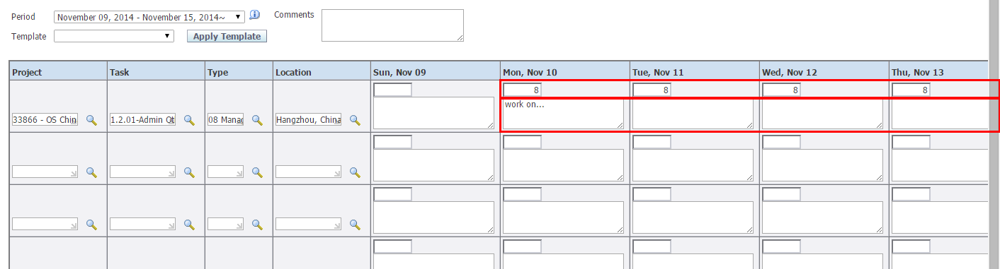 Period
November 09, 2014 - November 15, 2014~
Comments
Template
Apply Template
Project Task Type Location Sun, Nov 09 Mon, Nov 10 Tue, Nov 11 Wed, Nov 12 Thu, Nov 13
8 8 8 8
work on...
33866 - OS Chin 1.2.01-Admin Ot 08 Manag Hangzhou, China